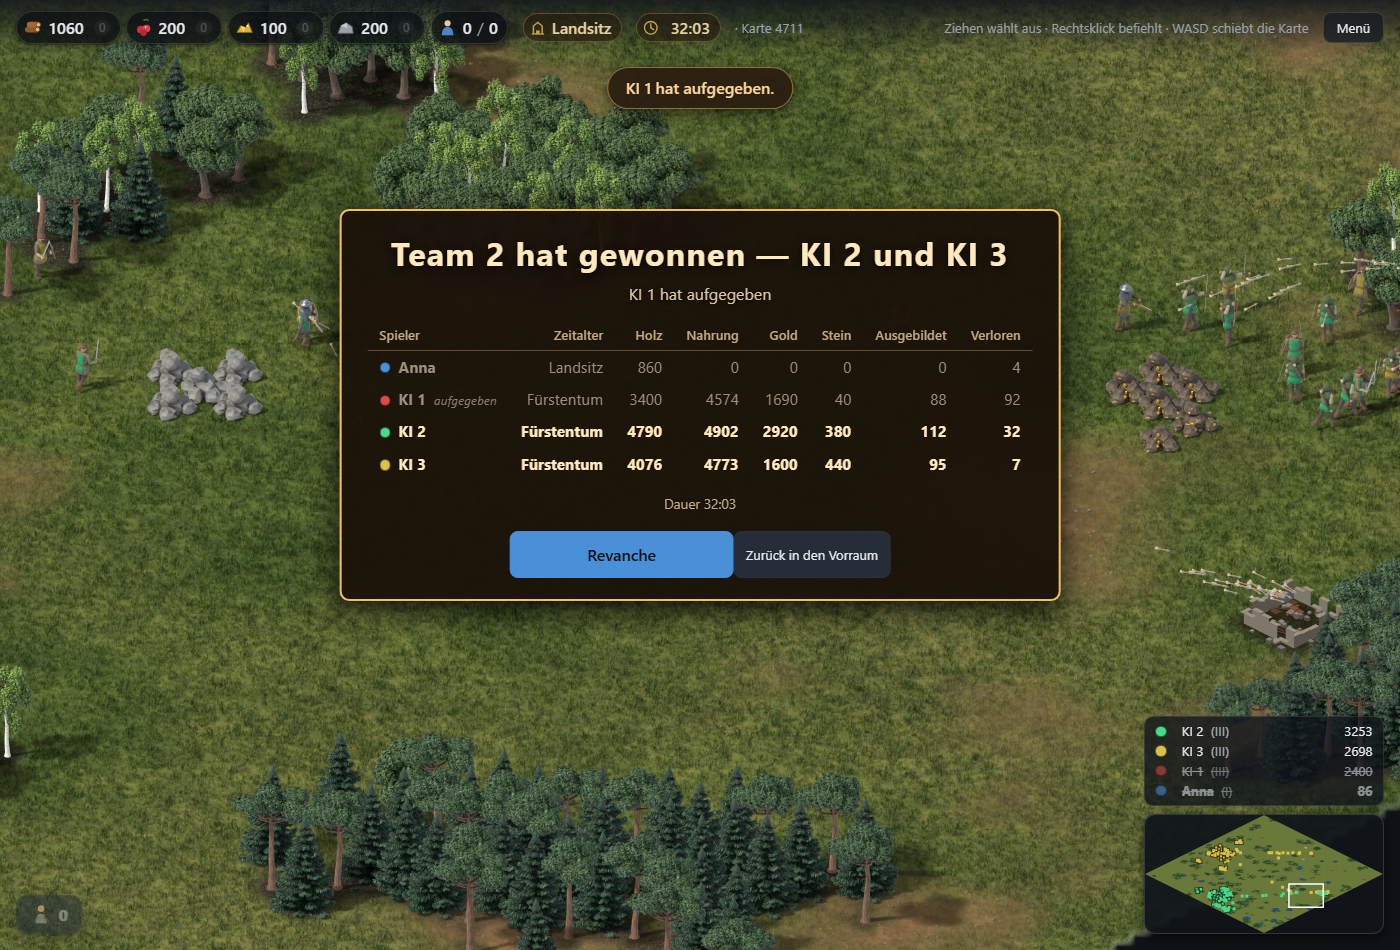 1060 0 200 0 100 0 200 0 0 / 0 Landsitz 32:03 · Karte 4711 Ziehen wählt aus · Rechtsklick befiehlt · WASD schiebt die Karte Menü
KI 1 hat aufgegeben.
Team 2 hat gewonnen — KI 2 und KI 3
KI 1 hat aufgegeben
Spieler Zeitalter Holz Nahrung Gold Stein Ausgebildet Verloren
Anna Landsitz 860 0 0 0 0 4
KI 1 aufgegeben Fürstentum 3400 4574 1690 40 88 92
KI 2 Fürstentum 4790 4902 2920 380 112 32
KI 3 Fürstentum 4076 4773 1600 440 95 7
Dauer 32:03
Revanche Zurück in den Vorraum
KI 2 (III) 3253
KI 3 (III) 2698
KI 1 (III) 2400
Anna (I) 86
0